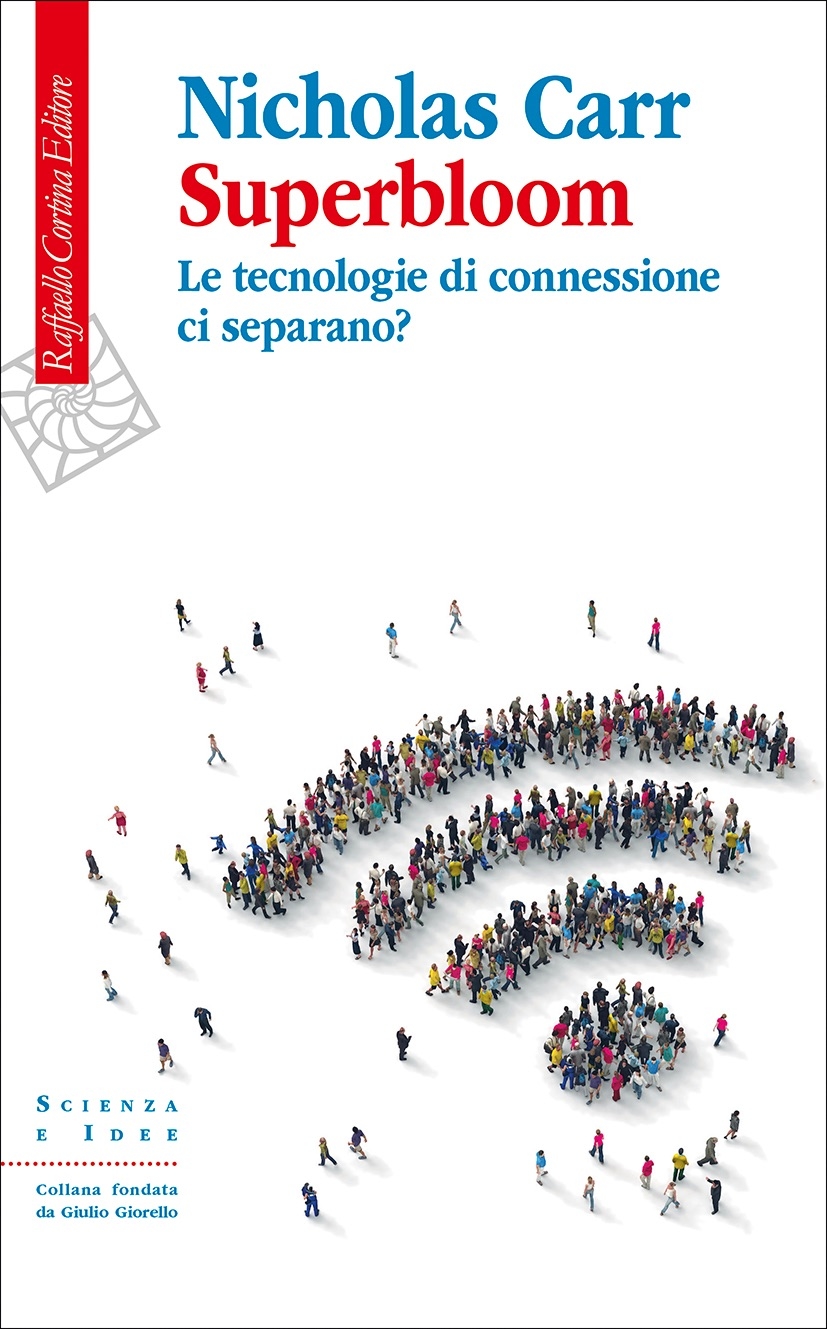 Raffaello Cortina Editore
Nicholas Carr
Superbloom
Le tecnologie di connessione
ci separano?
SCIENZA
E IDEE
Collana fondata
da Giulio Giorello